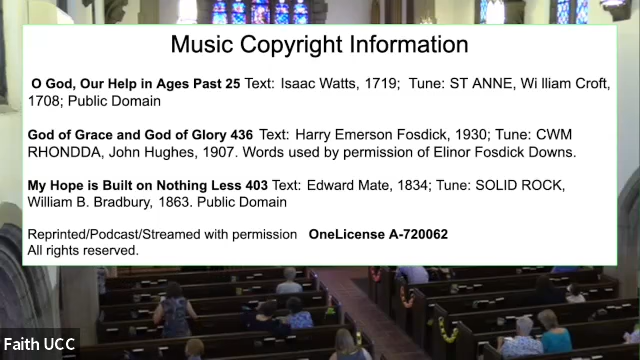 Music Copyright Information
O God, Our Help in Ages Past 25 Text: Isaac Watts, 1719; Tune: ST ANNE, Wi lliam Croft,
1708; Public Domain
God of Grace and God of Glory 436 Text: Harry Emerson Fosdick, 1930; Tune: CWM
RHONDDA, John Hughes, 1907. Words used by permission of Elinor Fosdick Downs.
My Hope is Built on Nothing Less 403 Text: Edward Mate, 1834; Tune: SOLID ROCK,
William B. Bradbury, 1863. Public Domain
Reprinted/Podcast/Streamed with permission OneLicense A-720062
All rights reserved.
Faith UCC